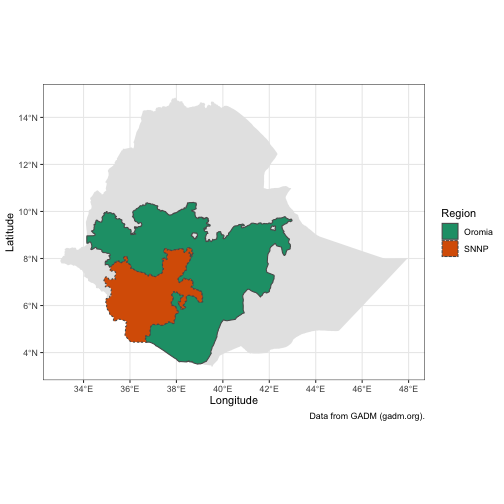 14°N
12°N
10°N
8°N
6°N
4°N
Latitude
34°E 36°E 38°E 40°E 42°E 44°E 46°E 48°E
Longitude
Region
Oromia
SNNP
Data from GADM (gadm.org).